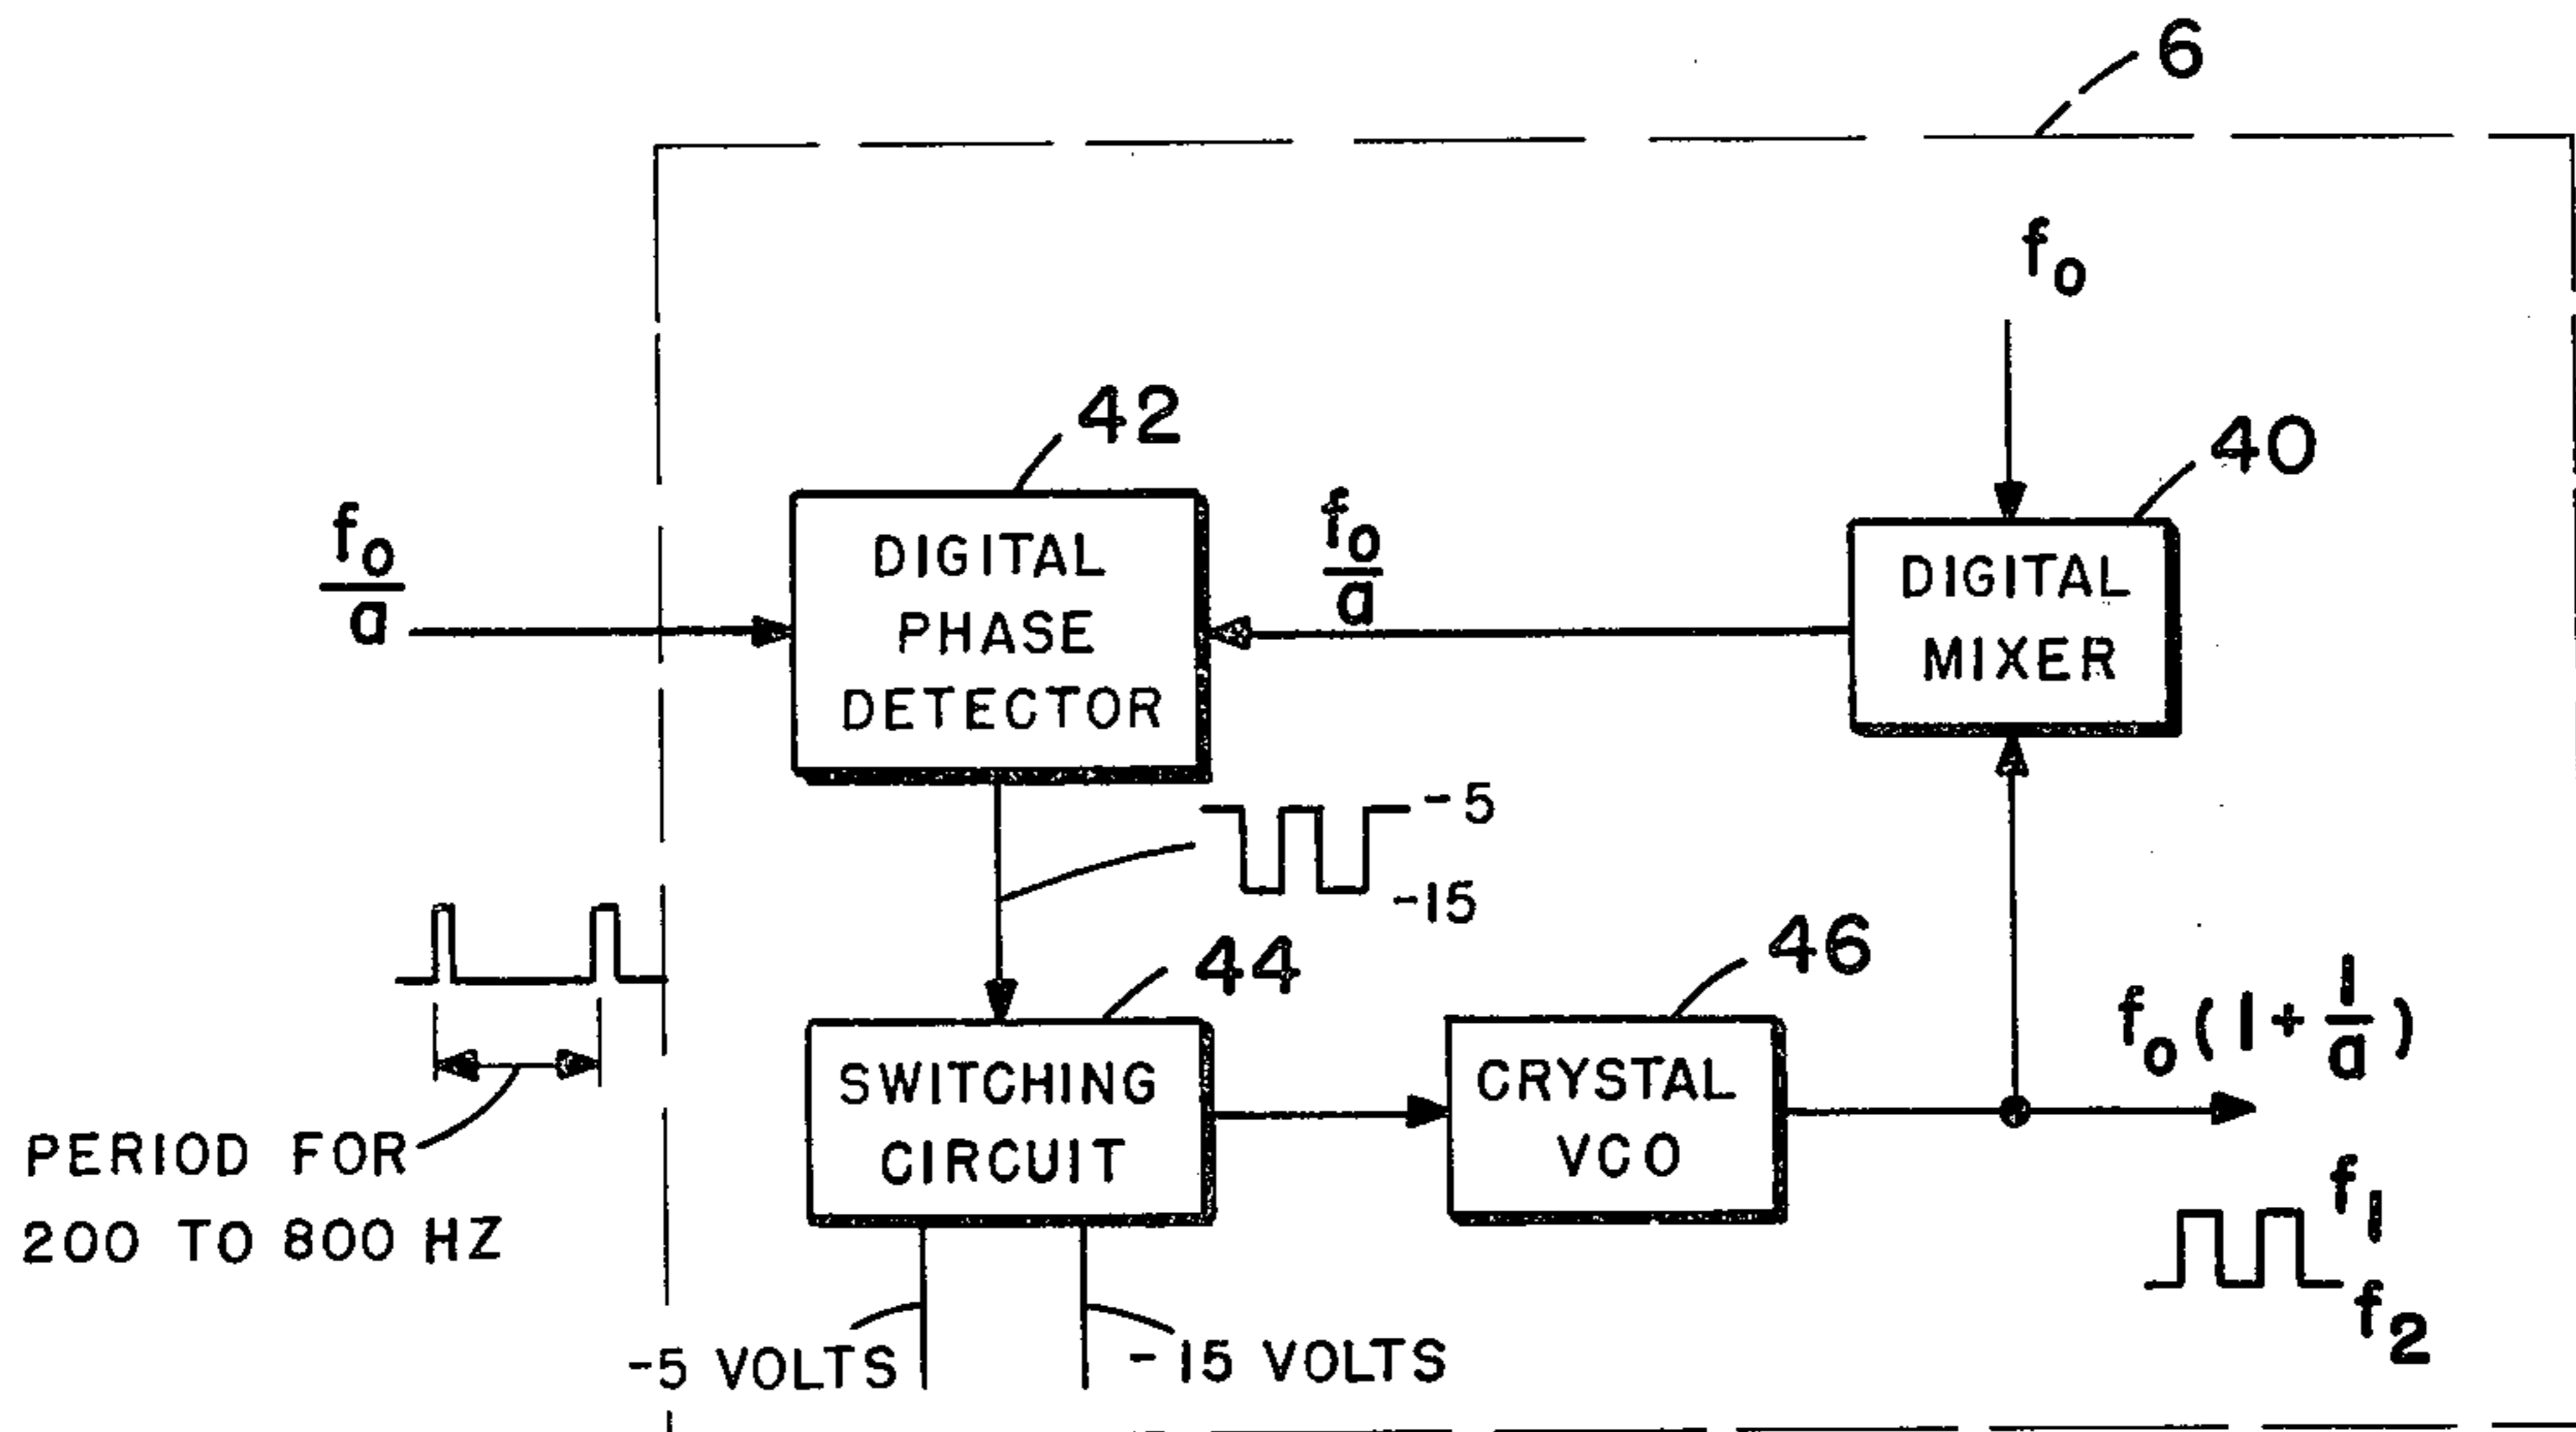 6
f₀
42
40
f₀/a
DIGITAL
PHASE
DETECTOR
f₀/a
DIGITAL
MIXER
-5
-15
44
46
SWITCHING
CIRCUIT
CRYSTAL
VCO
f₀(1+1/a)
PERIOD FOR
200 TO 800 HZ
f₁
f₂
-5 VOLTS
-15 VOLTS